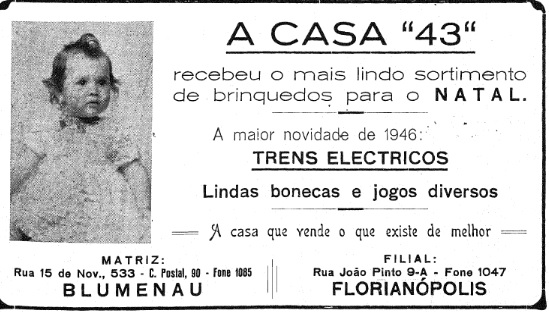 A CASA "43"
recebeu o mais lindo sortimento
de brinquedos para o NATAL.
A maior novidade de 1946:
TRENS ELECTRICOS
Lindas bonecas e jogos diversos
A casa que vende o que existe de melhor
MATRIZ:
Rua 15 de Nov., 533 - C. Postal, 90 - Fone 1085
BLUMENAU
FILIAL:
Rua João Pinto 9-A - Fone 1047
FLORIANÓPOLIS